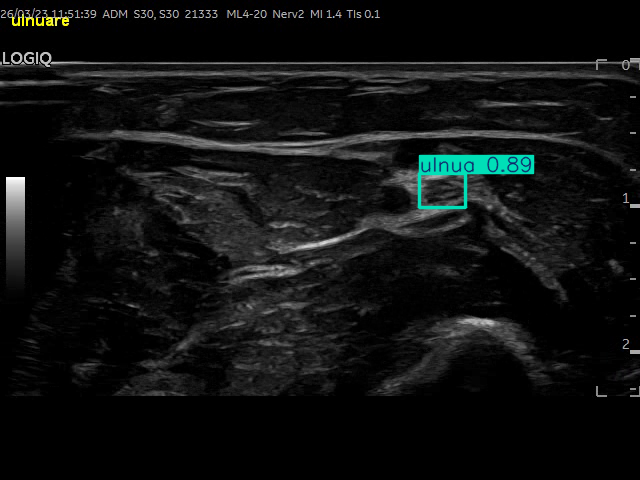 26/03/23 11:51:39 ADM S30, S30 21333 ML4-20 Nerv2 MI 1.4 TIs 0.1
ulnuare
LOGIQ
0
ulnua 0.89
1
2